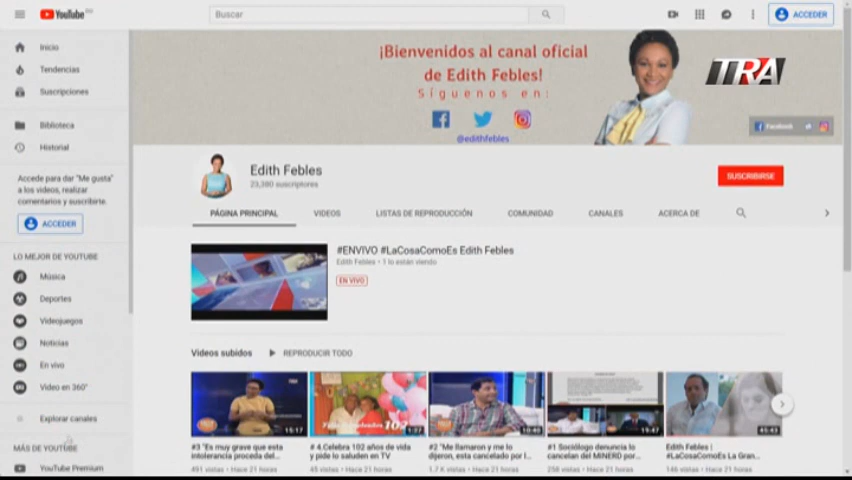 YouTube
Buscar
ACCEDER
Inicio
Tendencias
Suscripciones
Biblioteca
Historial
Accede para dar "Me gusta"
a los videos, realizar
comentarios y suscribirte.
ACCEDER
LO MEJOR DE YOUTUBE
Música
Deportes
Videojuegos
Noticias
En vivo
Video en 360°
Explorar canales
MÁS DE YOUTUBE
YouTube Premium
¡Bienvenidos al canal oficial
de Edith Febles!
Síguenos en:
@edithfebles
TRA
Facebook
Edith Febles
23,380 suscriptores
SUSCRIBIRSE
PÁGINA PRINCIPAL VIDEOS LISTAS DE REPRODUCCIÓN COMUNIDAD CANALES ACERCA DE
#ENVIVO #LaCosaComoEs Edith Febles
Edith Febles • 1 lo están viendo
EN VIVO
Videos subidos REPRODUCIR TODO
15:17
102
1:27
10:40
19:47
45:43
#3 "Es muy grave que esta
intolerancia proceda del...
491 vistas • Hace 21 horas
# 4.Celebra 102 años de vida
y pide lo saluden en TV
45 vistas • Hace 21 horas
#2 "Me llamaron y me lo
dijeron, esta cancelado por l...
1.7 K vistas • Hace 21 horas
#1 Sociólogo denuncia lo
cancelan del MINERD por...
258 vistas • Hace 21 horas
Edith Febles |
#LaCosaComoEs La Gran...
146 vistas • Hace 21 horas